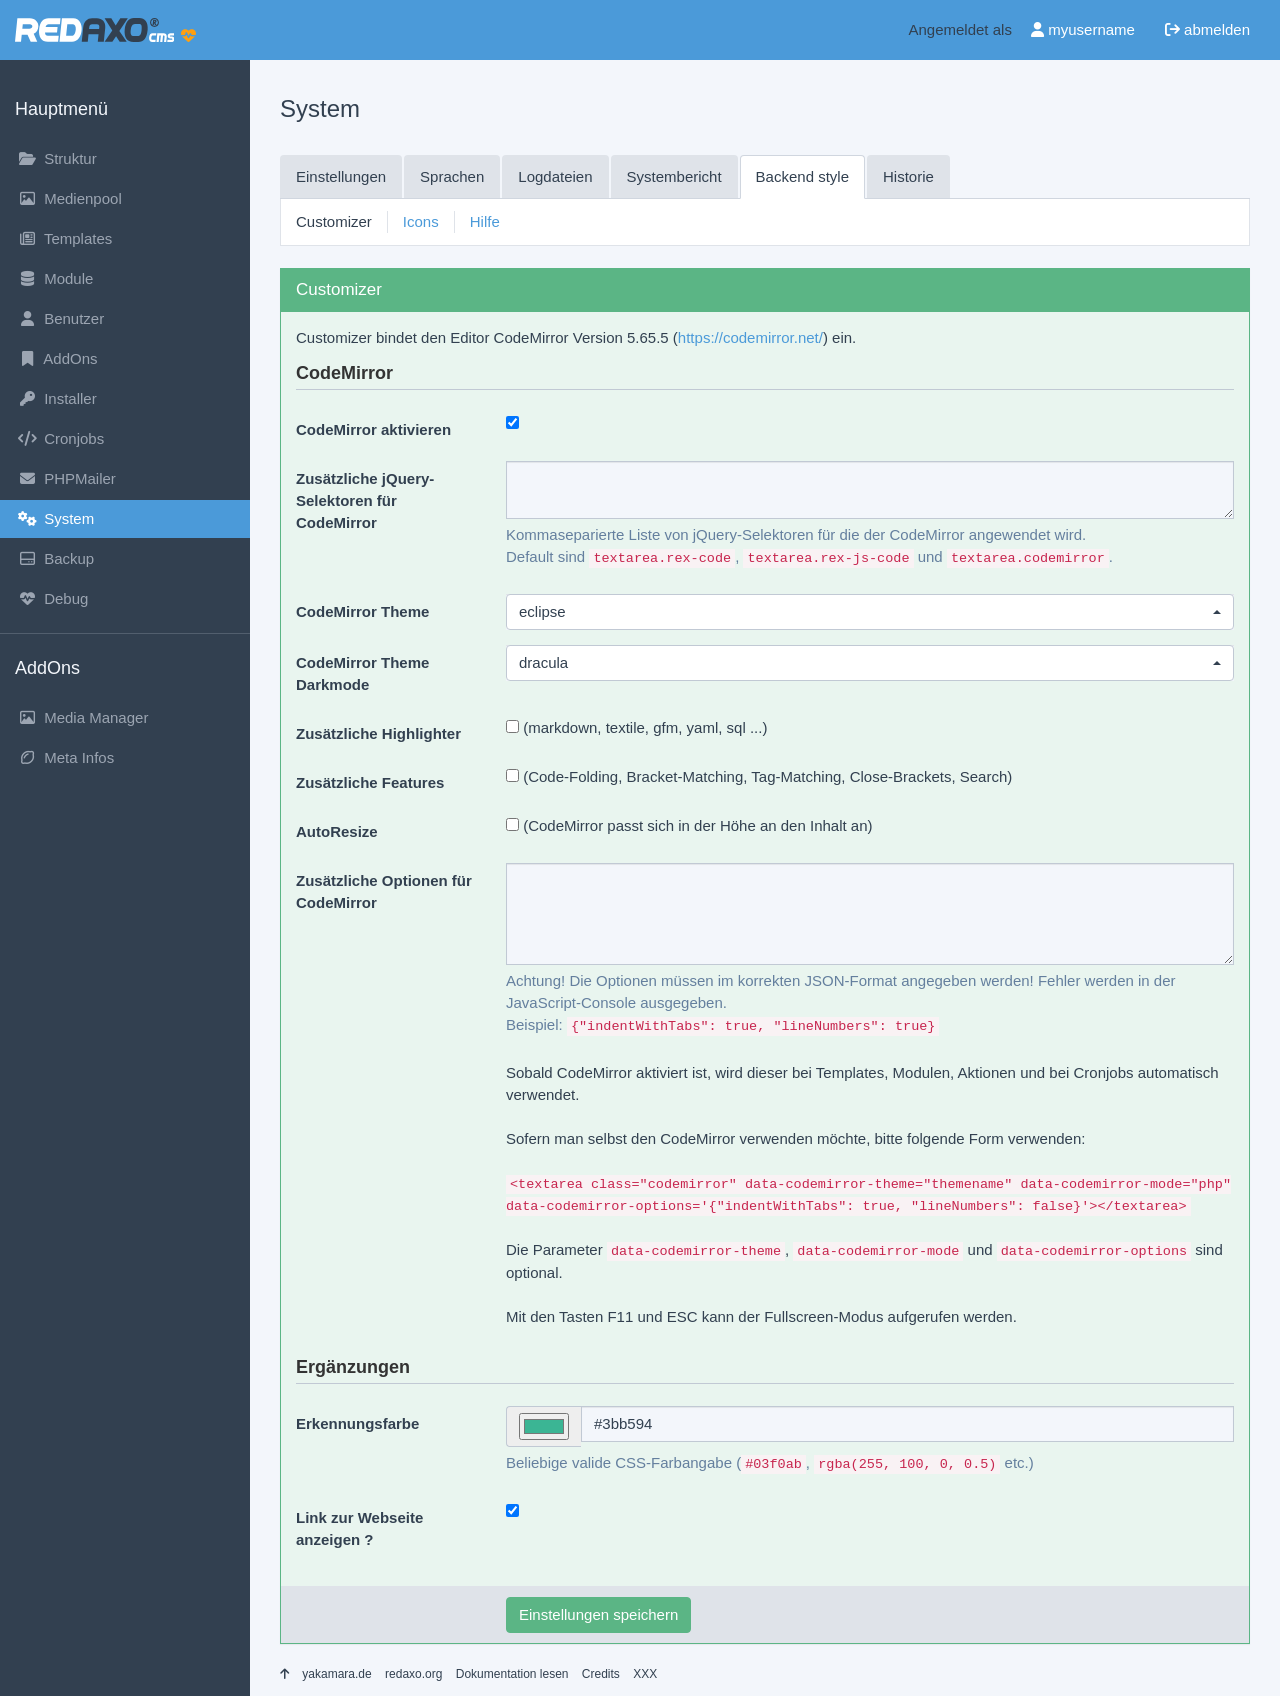 REDAXO® cms
Angemeldet als myusername abmelden
Hauptmenü
Struktur
Medienpool
Templates
Module
Benutzer
AddOns
Installer
Cronjobs
PHPMailer
System
Backup
Debug
AddOns
Media Manager
Meta Infos
System
Einstellungen Sprachen Logdateien Systembericht Backend style Historie
Customizer Icons Hilfe
Customizer
Customizer bindet den Editor CodeMirror Version 5.65.5 (https://codemirror.net/) ein.
CodeMirror
CodeMirror aktivieren
Zusätzliche jQuery-
Selektoren für
CodeMirror
Kommaseparierte Liste von jQuery-Selektoren für die der CodeMirror angewendet wird.
Default sind textarea.rex-code, textarea.rex-js-code und textarea.codemirror.
CodeMirror Theme
eclipse
CodeMirror Theme
Darkmode
dracula
Zusätzliche Highlighter
(markdown, textile, gfm, yaml, sql ...)
Zusätzliche Features
(Code-Folding, Bracket-Matching, Tag-Matching, Close-Brackets, Search)
AutoResize
(CodeMirror passt sich in der Höhe an den Inhalt an)
Zusätzliche Optionen für
CodeMirror
Achtung! Die Optionen müssen im korrekten JSON-Format angegeben werden! Fehler werden in der
JavaScript-Console ausgegeben.
Beispiel: {"indentWithTabs": true, "lineNumbers": true}
Sobald CodeMirror aktiviert ist, wird dieser bei Templates, Modulen, Aktionen und bei Cronjobs automatisch
verwendet.
Sofern man selbst den CodeMirror verwenden möchte, bitte folgende Form verwenden:
<textarea class="codemirror" data-codemirror-theme="themename" data-codemirror-mode="php"
data-codemirror-options='{"indentWithTabs": true, "lineNumbers": false}'></textarea>
Die Parameter data-codemirror-theme, data-codemirror-mode und data-codemirror-options sind
optional.
Mit den Tasten F11 und ESC kann der Fullscreen-Modus aufgerufen werden.
Ergänzungen
Erkennungsfarbe
#3bb594
Beliebige valide CSS-Farbangabe (#03f0ab, rgba(255, 100, 0, 0.5) etc.)
Link zur Webseite
anzeigen ?
Einstellungen speichern
yakamara.de redaxo.org Dokumentation lesen Credits XXX